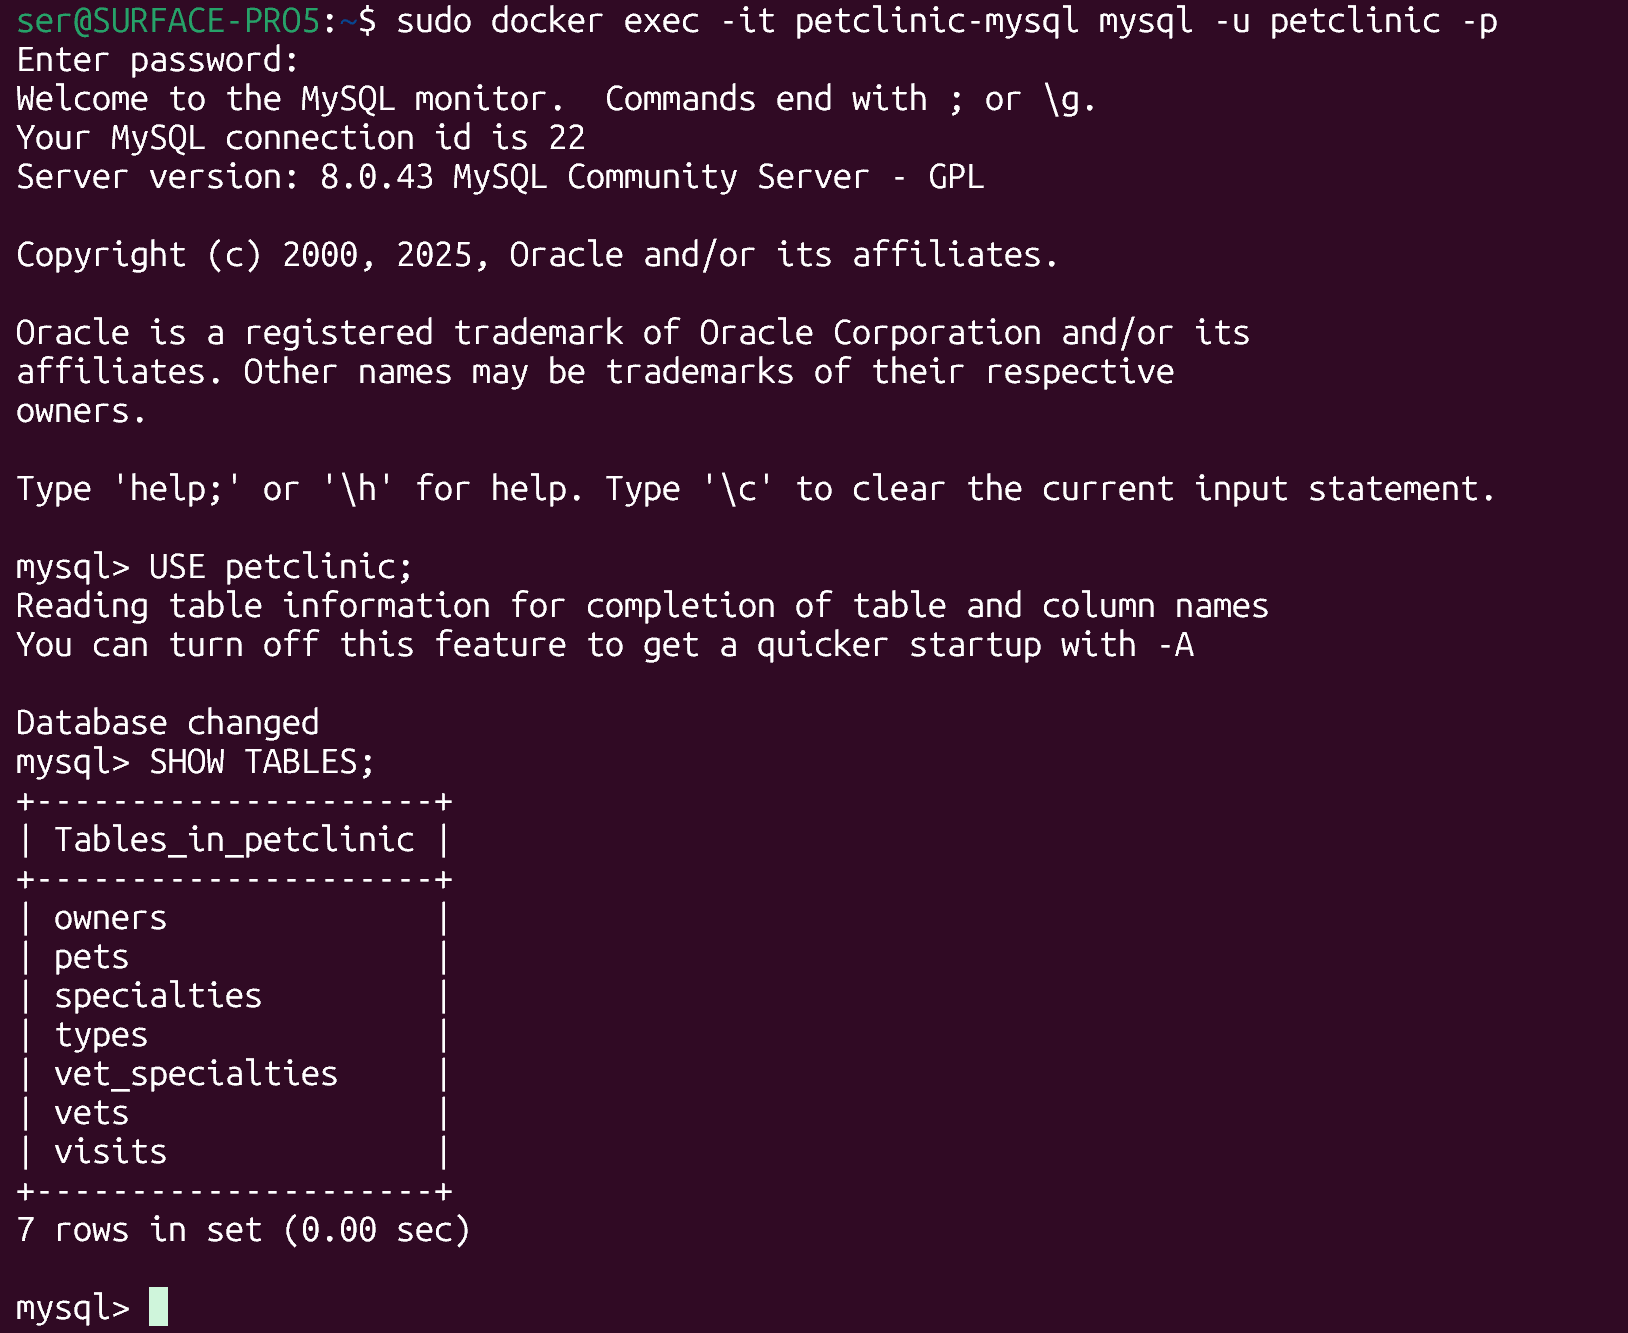 ser@SURFACE-PRO5:~$ sudo docker exec -it petclinic-mysql mysql -u petclinic -p
Enter password:
Welcome to the MySQL monitor.  Commands end with ; or \g.
Your MySQL connection id is 22
Server version: 8.0.43 MySQL Community Server - GPL

Copyright (c) 2000, 2025, Oracle and/or its affiliates.

Oracle is a registered trademark of Oracle Corporation and/or its
affiliates. Other names may be trademarks of their respective
owners.

Type 'help;' or '\h' for help. Type '\c' to clear the current input statement.

mysql> USE petclinic;
Reading table information for completion of table and column names
You can turn off this feature to get a quicker startup with -A

Database changed
mysql> SHOW TABLES;
+---------------------+
| Tables_in_petclinic |
+---------------------+
| owners              |
| pets                |
| specialties         |
| types               |
| vet_specialties     |
| vets                |
| visits              |
+---------------------+
7 rows in set (0.00 sec)

mysql>